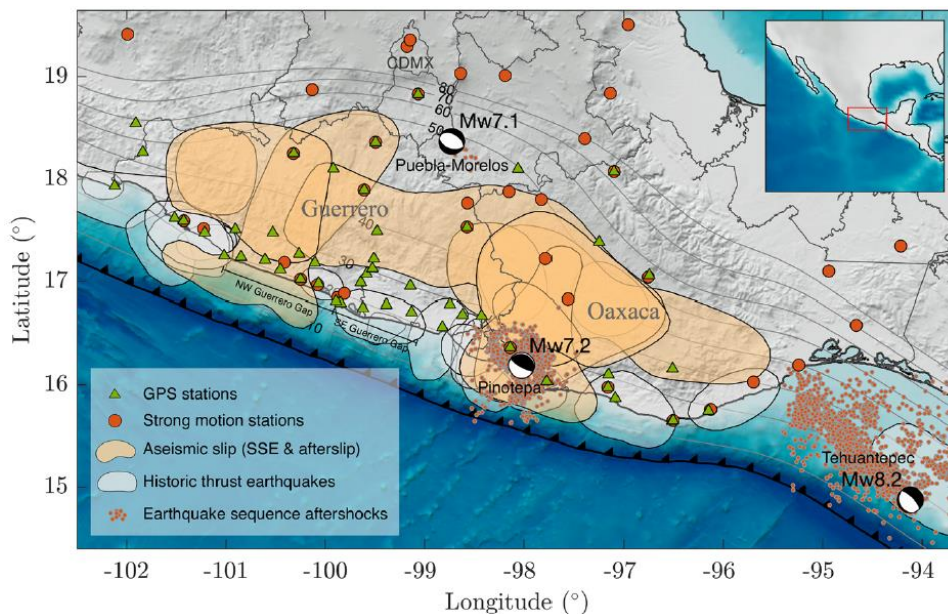 19
18
17
16
15
Latitude (°)
-102
-101
-100
-99
-98
-97
-96
-95
-94
Longitude (°)
CDMX
80
70
60
50
Mw7.1
Puebla-Morelos
Guerrero
40
30
20
10
NW Guerrero Gap
SE Guerrero Gap
Oaxaca
Mw7.2
Pinotepa
Tehuantepec
Mw8.2
GPS stations
Strong motion stations
Aseismic slip (SSE & afterslip)
Historic thrust earthquakes
Earthquake sequence aftershocks